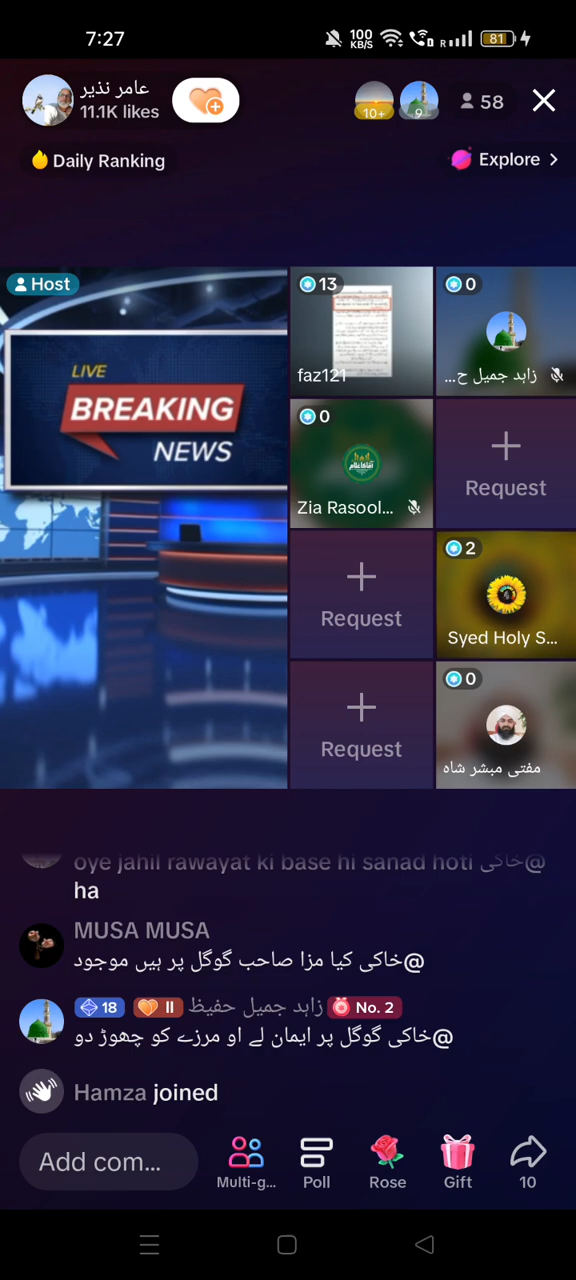 7:27
100
KB/S
R
81
عامر نذیر
11.1K likes
10+
9
58
Daily Ranking
Explore >
Host
LIVE
BREAKING
NEWS
13
faz121
0
زاہد جمیل ح...
0
Zia Rasool...
Request
Request
2
Syed Holy S...
Request
0
مفتی مبشر شاہ
@خاکی oye jahil rawayat ki base hi sanad hoti
ha
MUSA MUSA
@خاکی کیا مزا صاحب گوگل پر ہیں موجود
18
II
زاہد جمیل حفیظ
No. 2
@خاکی گوگل پر ایمان لے او مرزے کو چھوڑ دو
Hamza joined
Add com...
Multi-g...
Poll
Rose
Gift
10